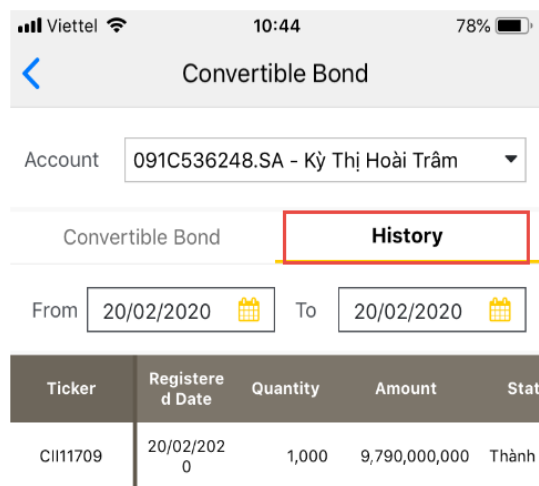 Viettel 10:44 78%
Convertible Bond
Account 091C536248.SA - Kỳ Thị Hoài Trâm
Convertible Bond History
From 20/02/2020 To 20/02/2020
Ticker Registere Quantity Amount Stat
d Date
CII11709 20/02/202 1,000 9,790,000,000 Thành
0